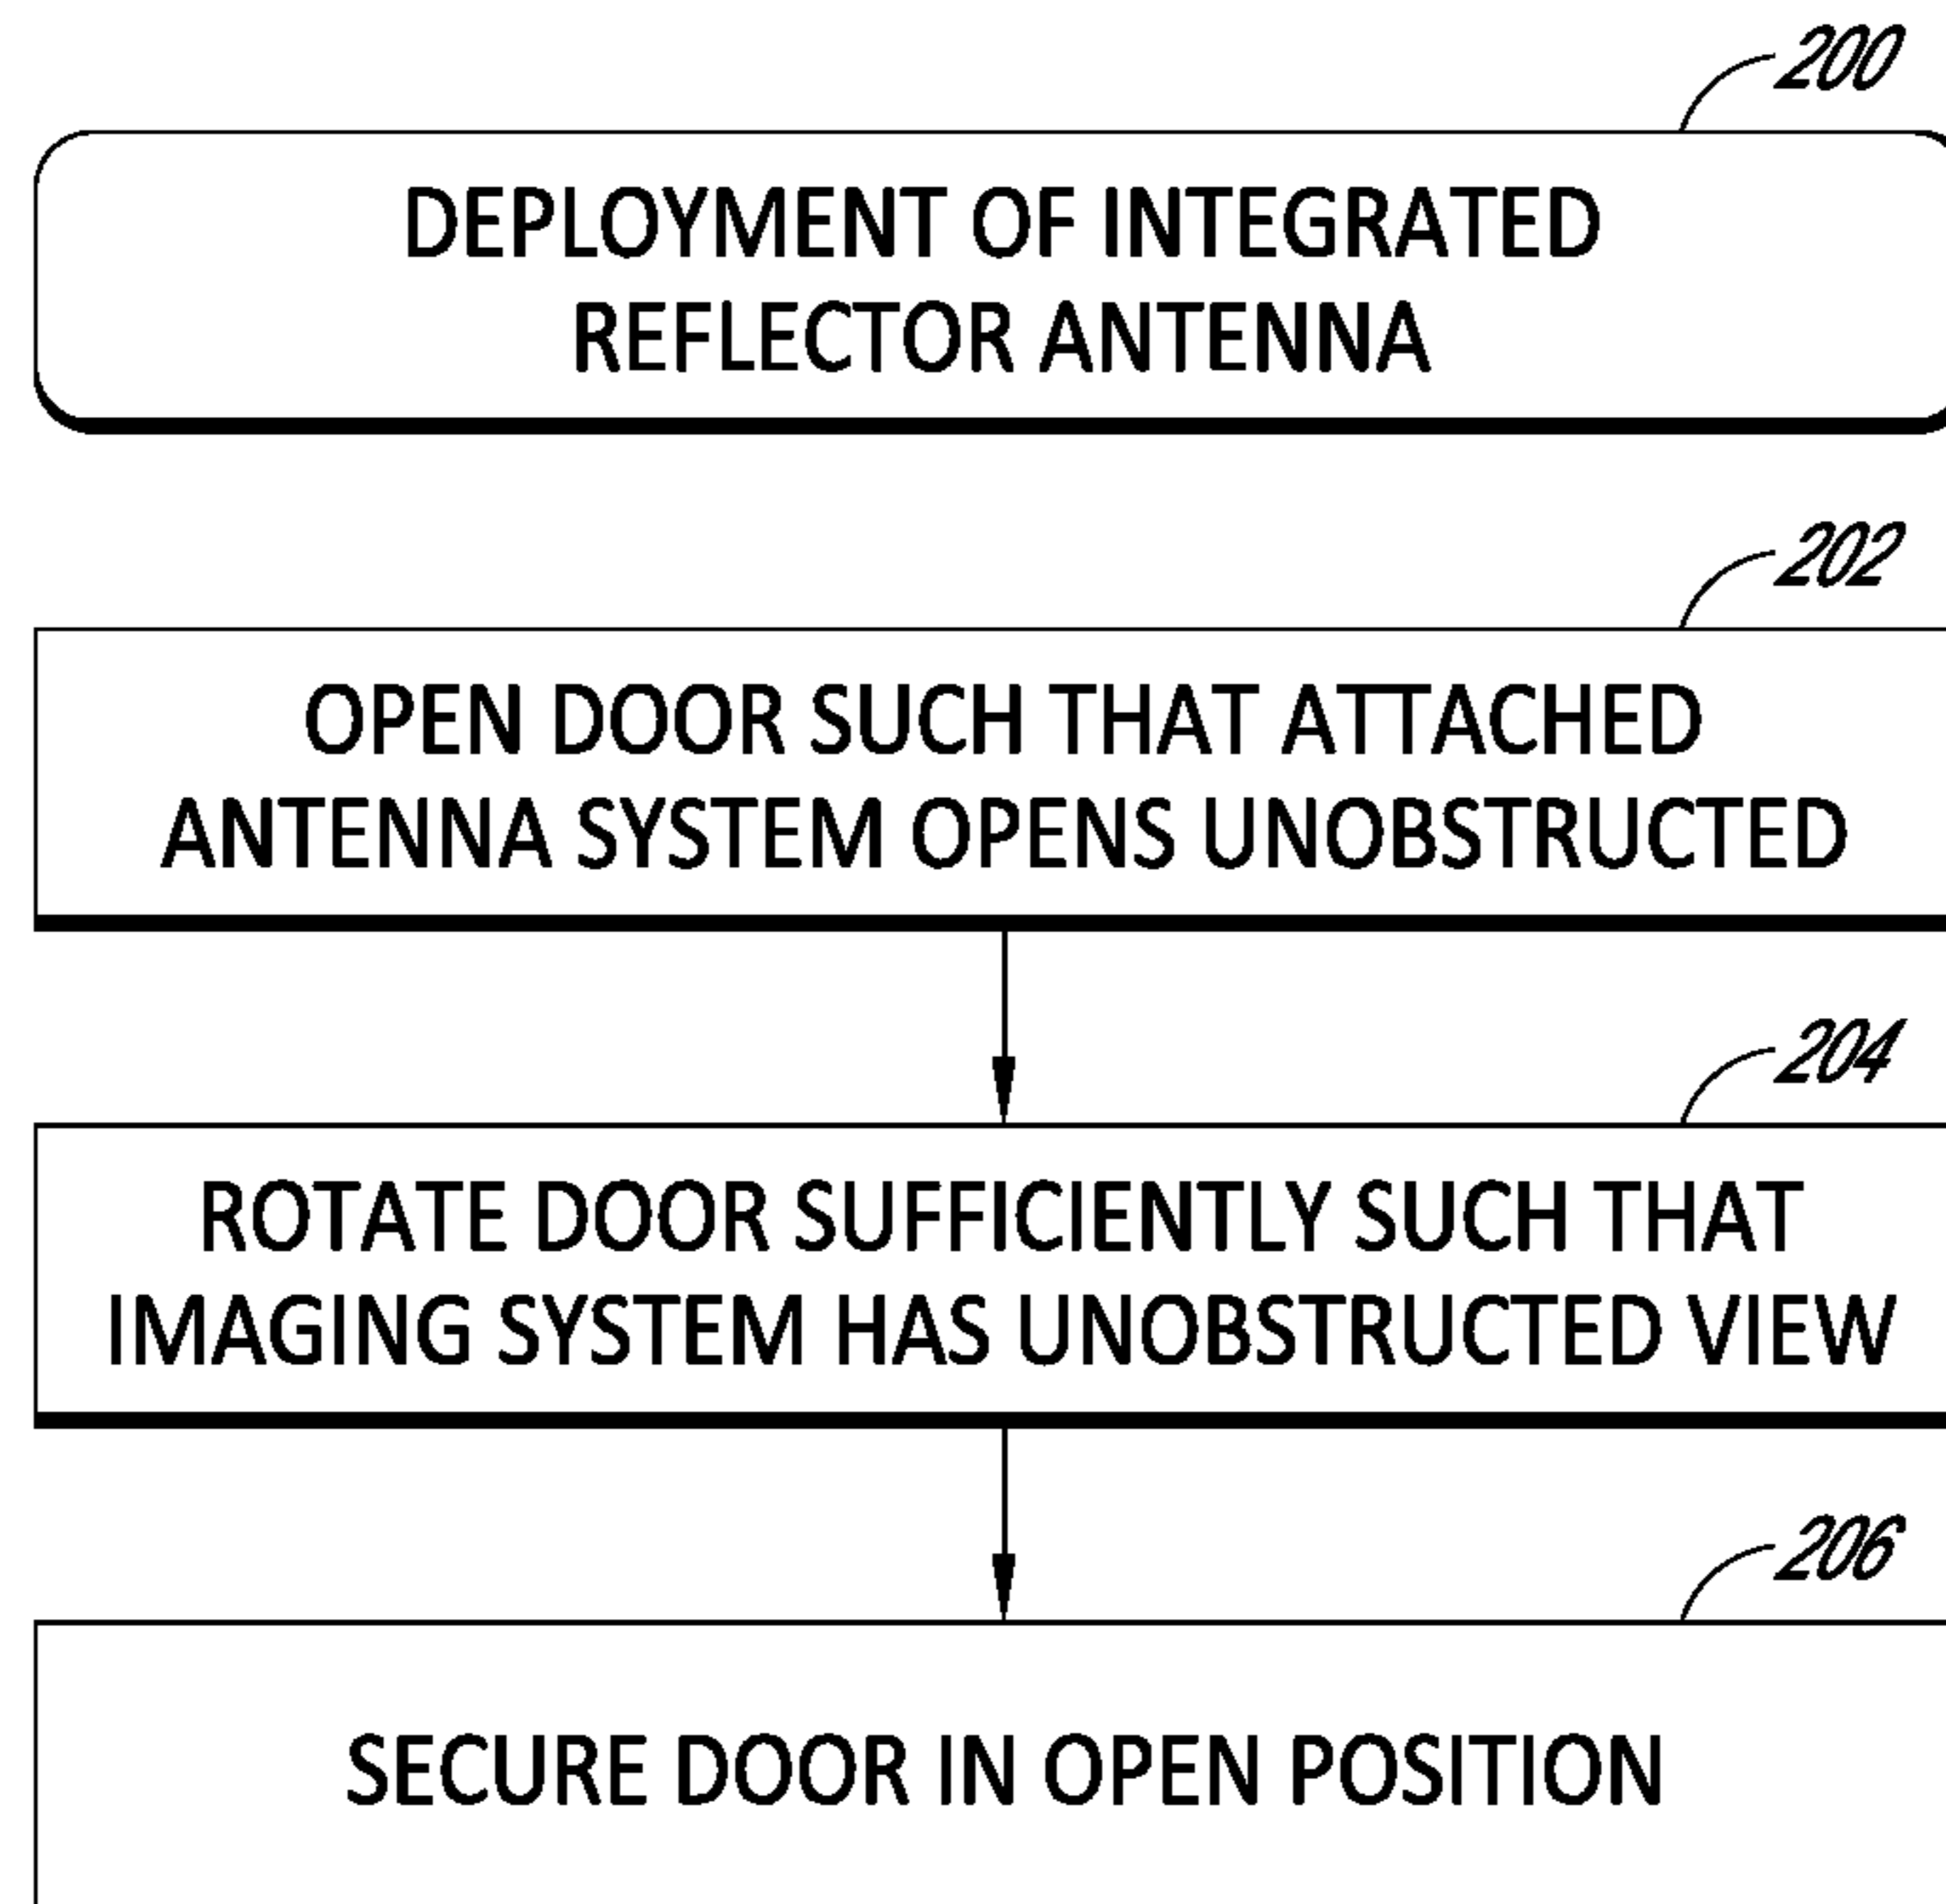 200
DEPLOYMENT OF INTEGRATED
REFLECTOR ANTENNA
202
OPEN DOOR SUCH THAT ATTACHED
ANTENNA SYSTEM OPENS UNOBSTRUCTED
204
ROTATE DOOR SUFFICIENTLY SUCH THAT
IMAGING SYSTEM HAS UNOBSTRUCTED VIEW
206
SECURE DOOR IN OPEN POSITION